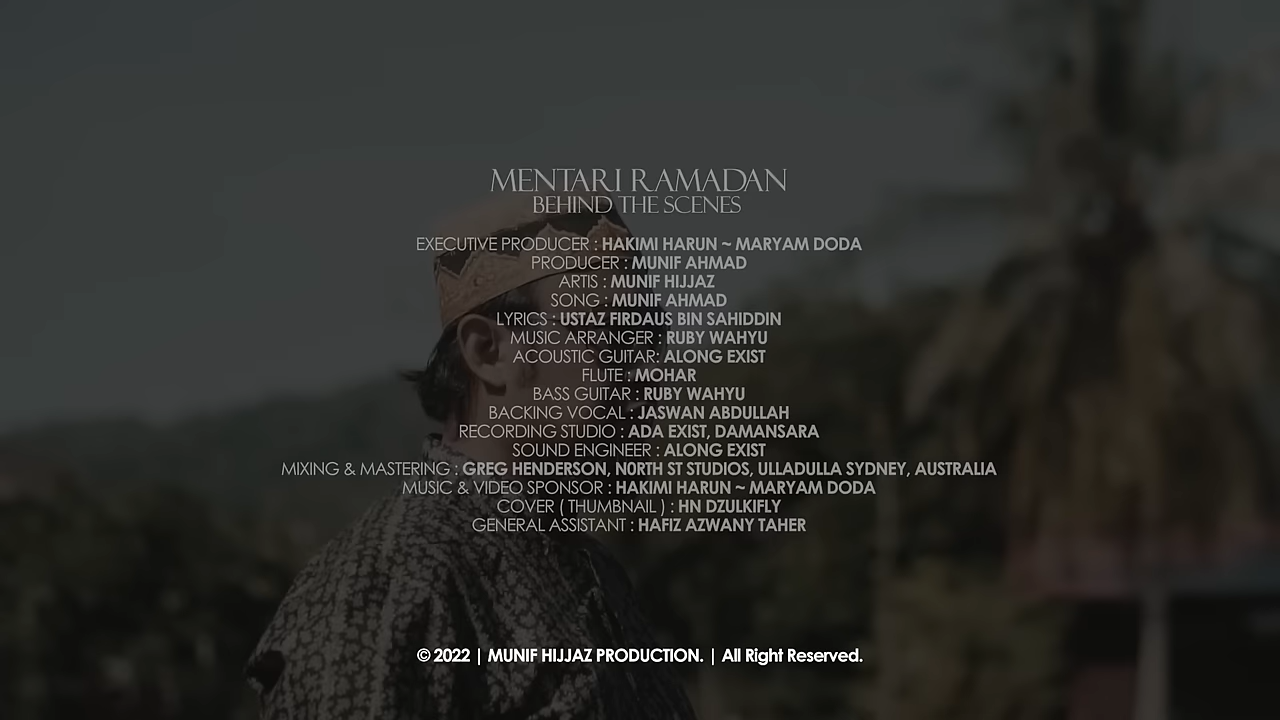 MENTARI RAMADAN
BEHIND THE SCENES
EXECUTIVE PRODUCER : HAKIMI HARUN ~ MARYAM DODA
PRODUCER : MUNIF AHMAD
ARTIS : MUNIF HIJJAZ
SONG : MUNIF AHMAD
LYRICS : USTAZ FIRDAUS BIN SAHIDDIN
MUSIC ARRANGER : RUBY WAHYU
ACOUSTIC GUITAR: ALONG EXIST
FLUTE : MOHAR
BASS GUITAR : RUBY WAHYU
BACKING VOCAL : JASWAN ABDULLAH
RECORDING STUDIO : ADA EXIST, DAMANSARA
SOUND ENGINEER : ALONG EXIST
MIXING & MASTERING : GREG HENDERSON, NORTH ST STUDIOS, ULLADULLA SYDNEY, AUSTRALIA
MUSIC & VIDEO SPONSOR : HAKIMI HARUN ~ MARYAM DODA
COVER ( THUMBNAIL ) : HN DZULKIFLY
GENERAL ASSISTANT : HAFIZ AZWANY TAHER
© 2022 | MUNIF HIJJAZ PRODUCTION. | All Right Reserved.